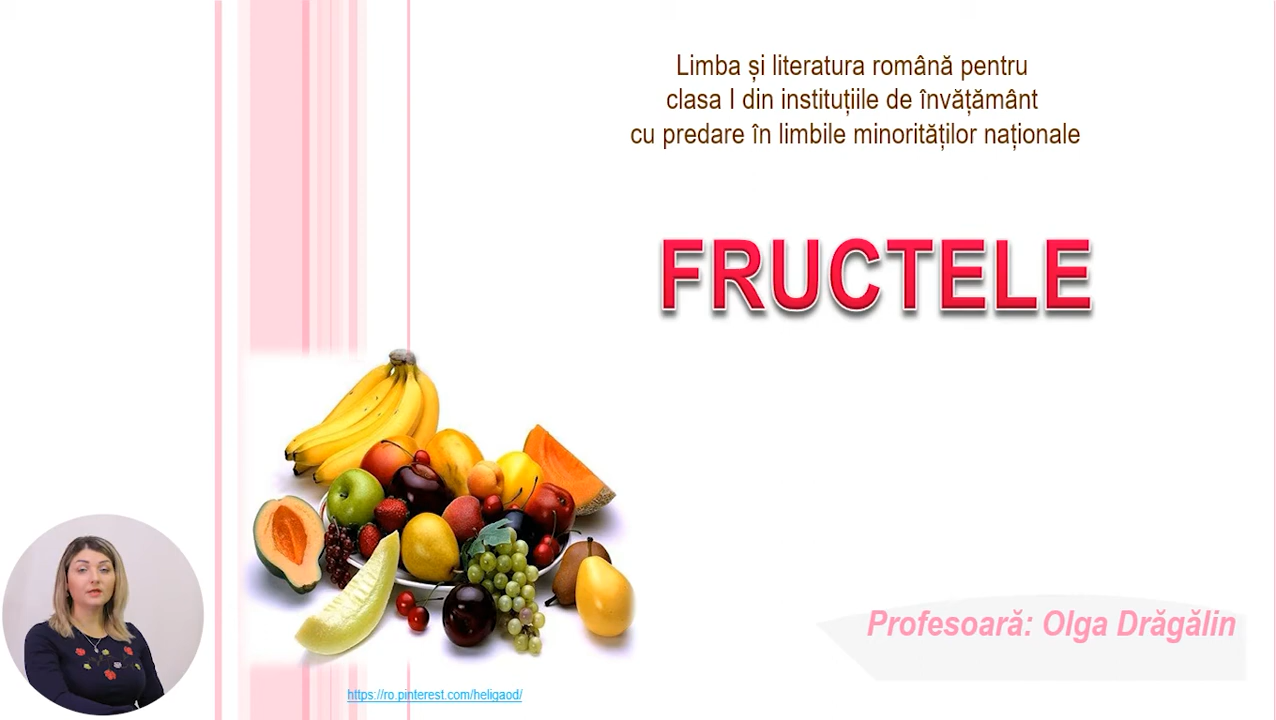 Limba și literatura română pentru
clasa I din instituțiile de învățământ
cu predare în limbile minorităților naționale
FRUCTELE
Profesoară: Olga Drăgălin
https://ro.pinterest.com/heligaod/